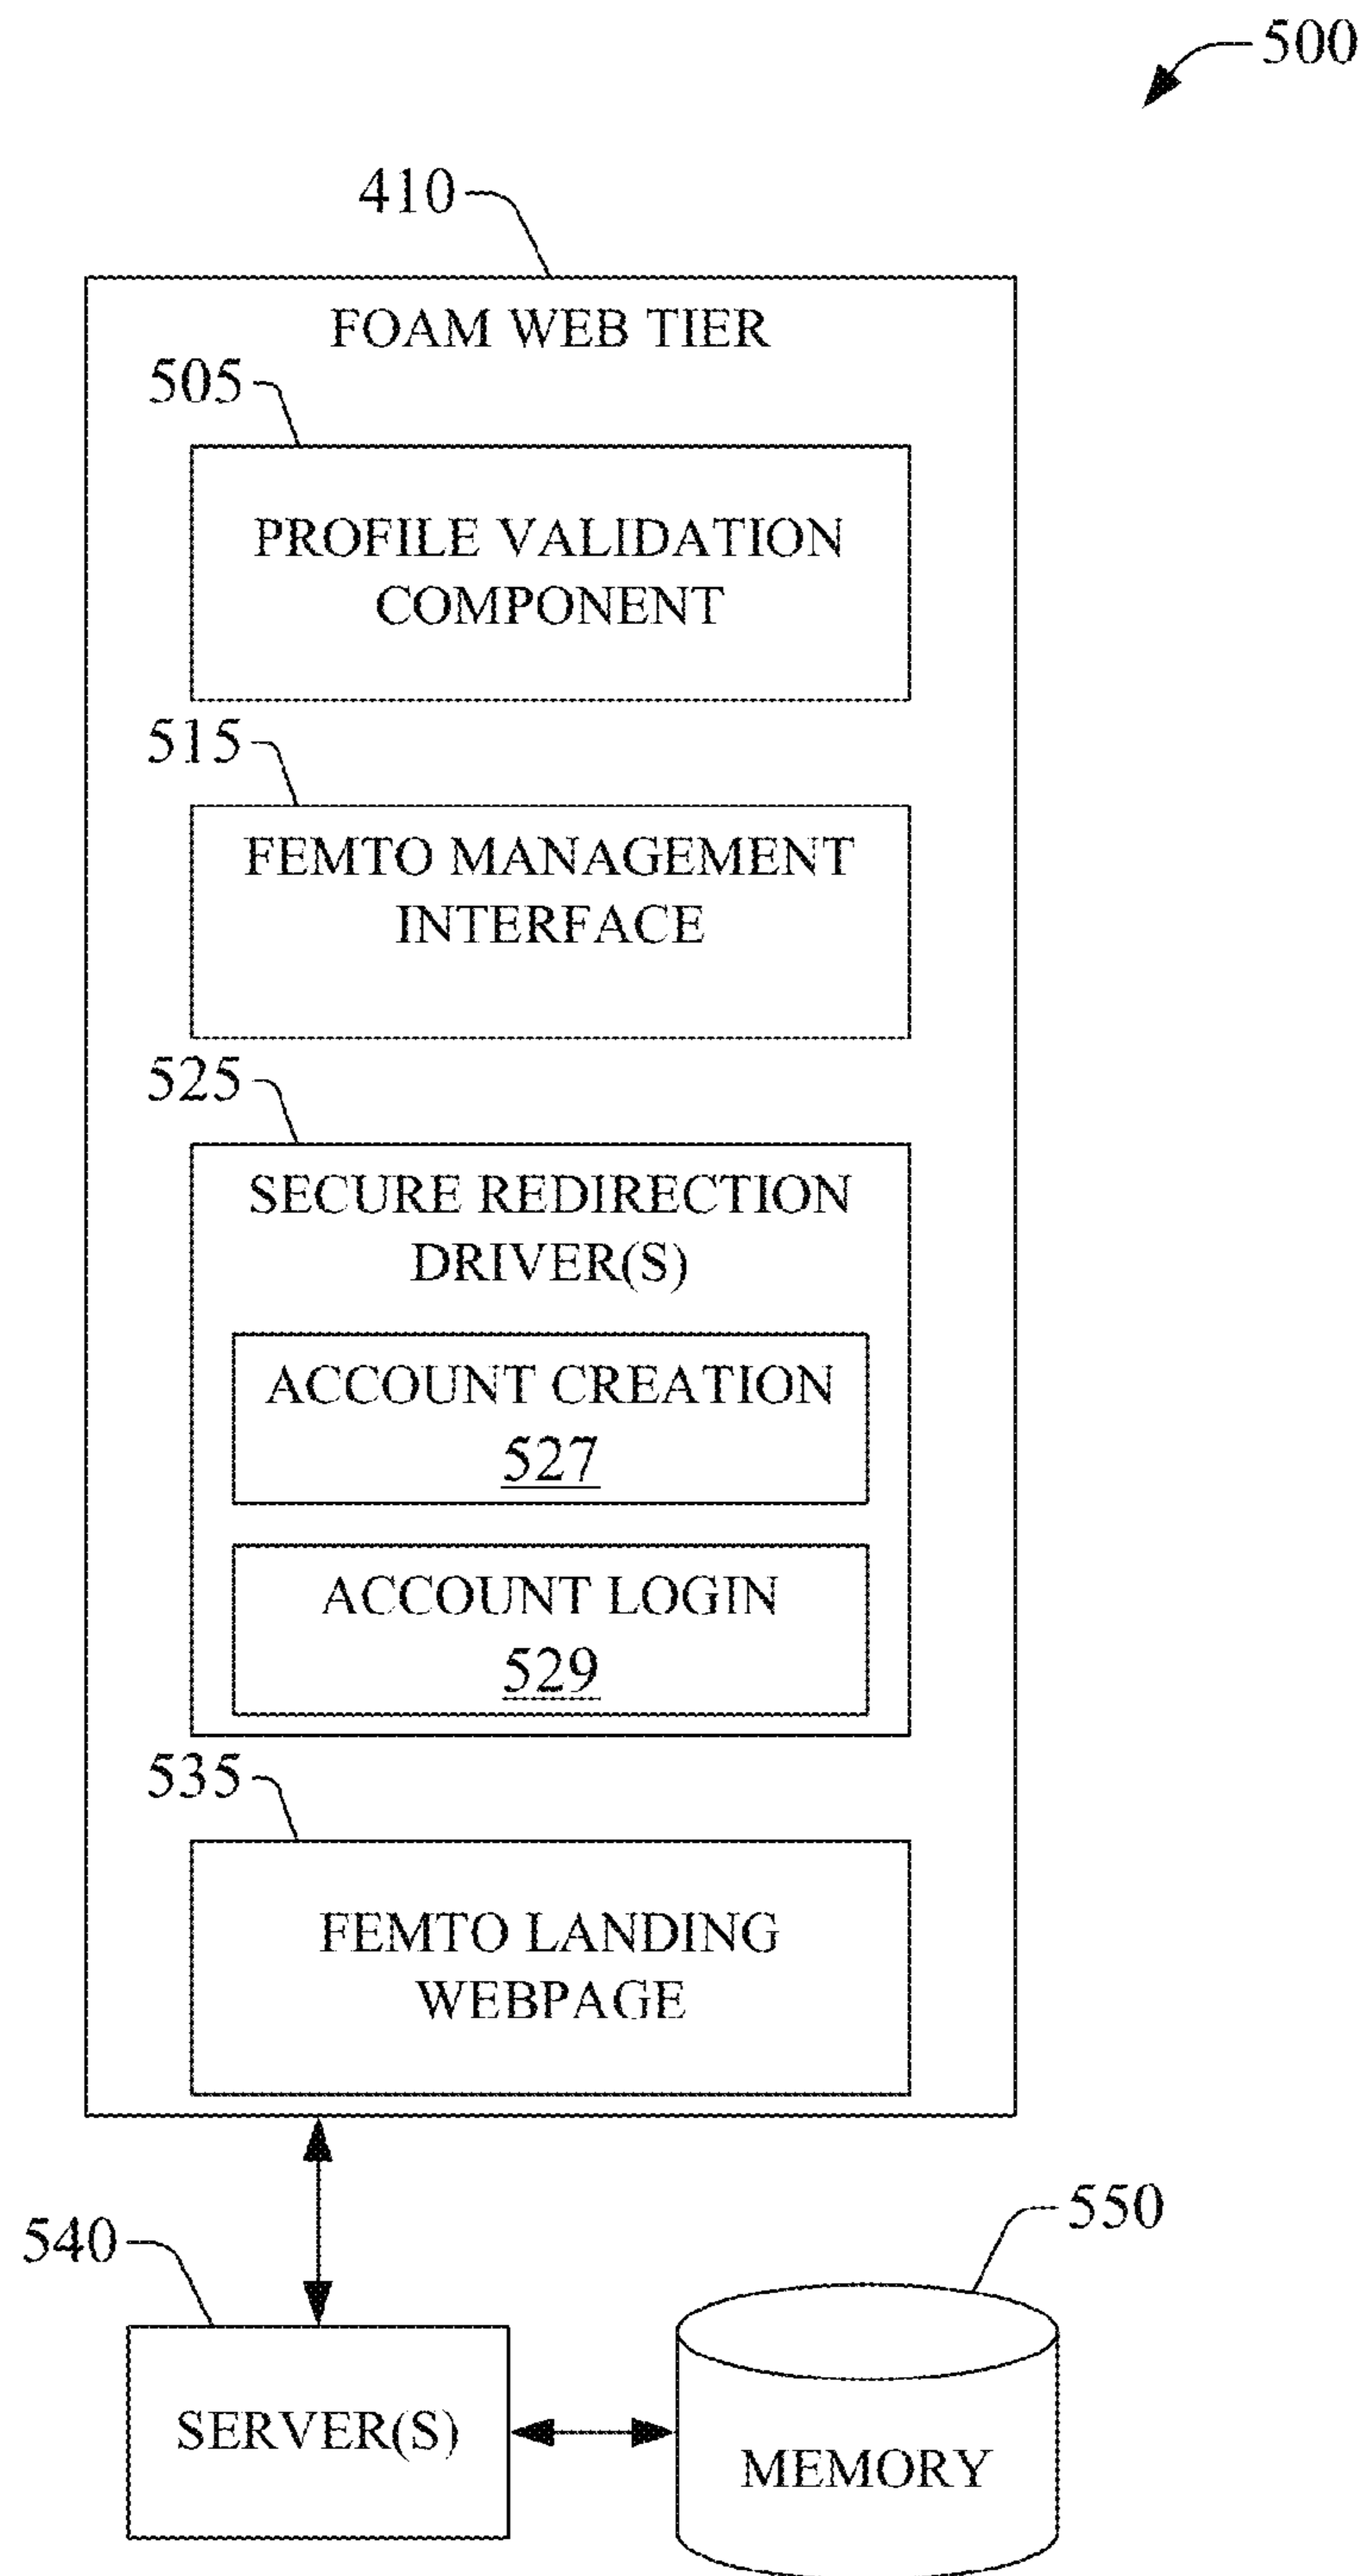 500
410
FOAM WEB TIER
505
PROFILE VALIDATION
COMPONENT
515
FEMTO MANAGEMENT
INTERFACE
525
SECURE REDIRECTION
DRIVER(S)
ACCOUNT CREATION
527
ACCOUNT LOGIN
529
535
FEMTO LANDING
WEBPAGE
540
550
SERVER(S)
MEMORY